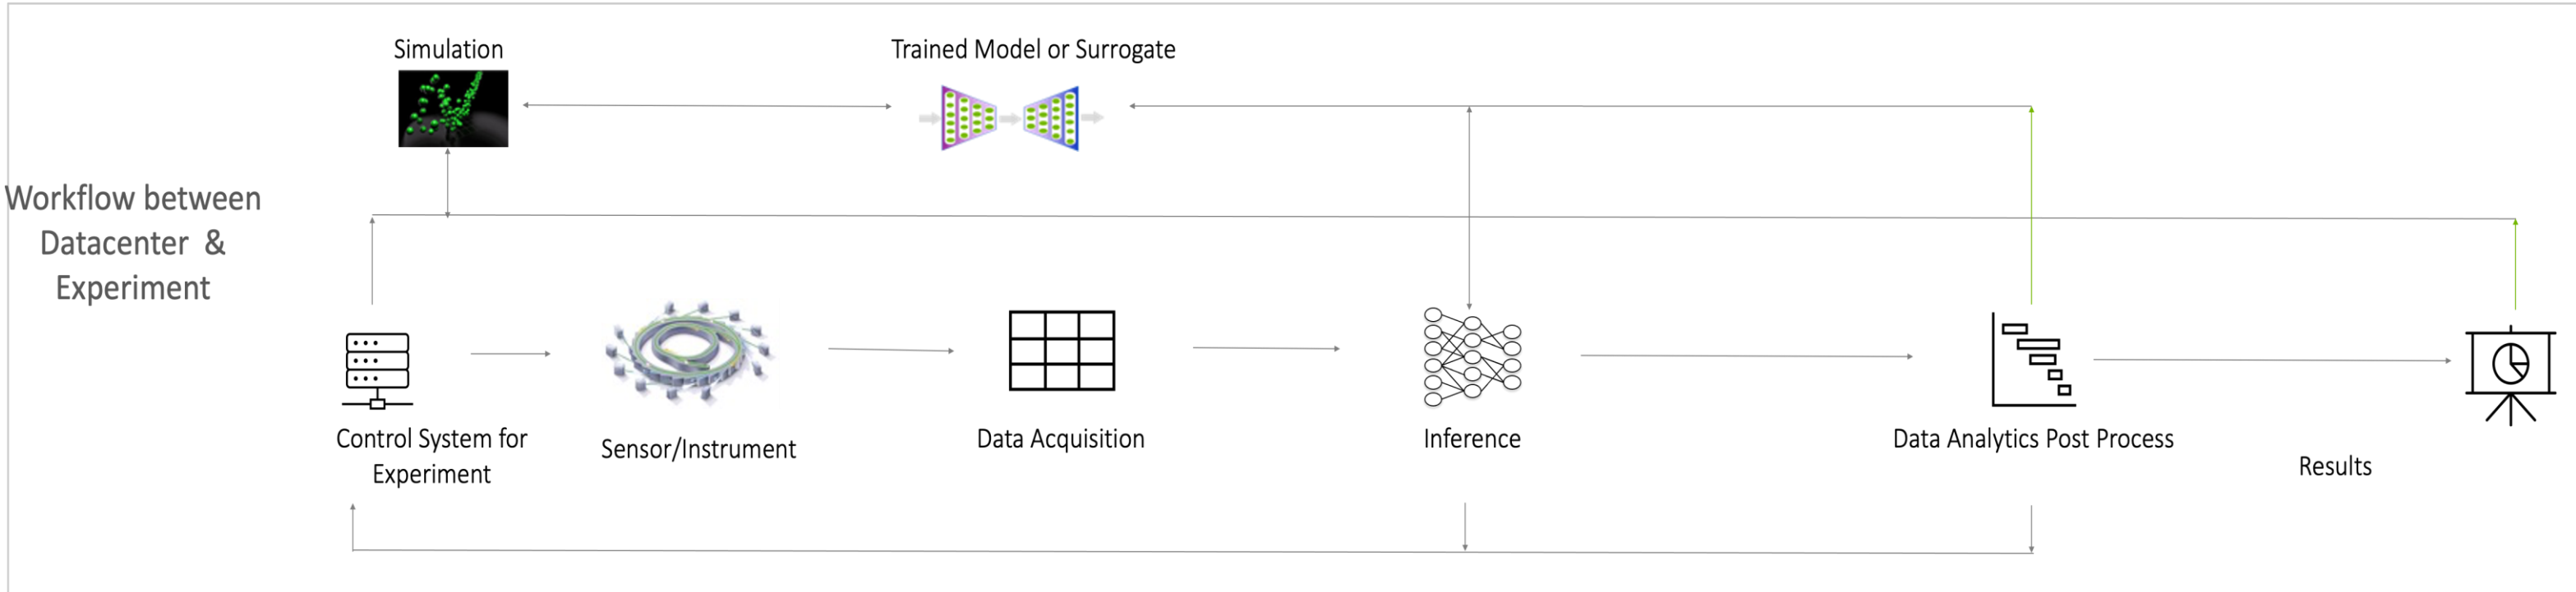 Simulation
Trained Model or Surrogate
Workflow between
Datacenter &
Experiment
Control System for
Experiment
Sensor/Instrument
Data Acquisition
Inference
Data Analytics Post Process
Results